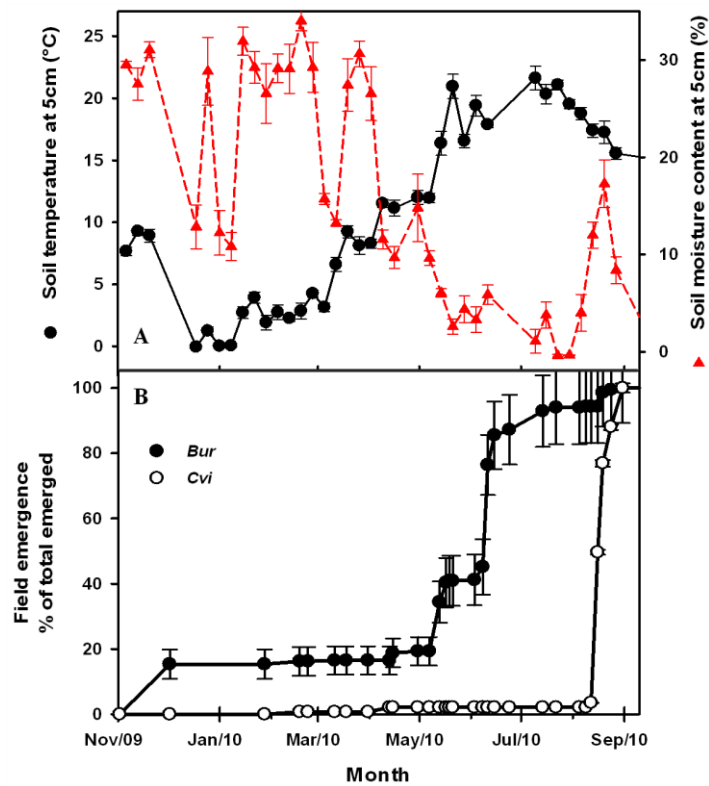 Soil temperature at 5cm (°C)
25
20
15
10
5
0
A
30
20
10
0
Soil moisture content at 5cm (%)
B
Bur
Cvi
Field emergence
% of total emerged
100
80
60
40
20
0
Nov/09 Jan/10 Mar/10 May/10 Jul/10 Sep/10
Month